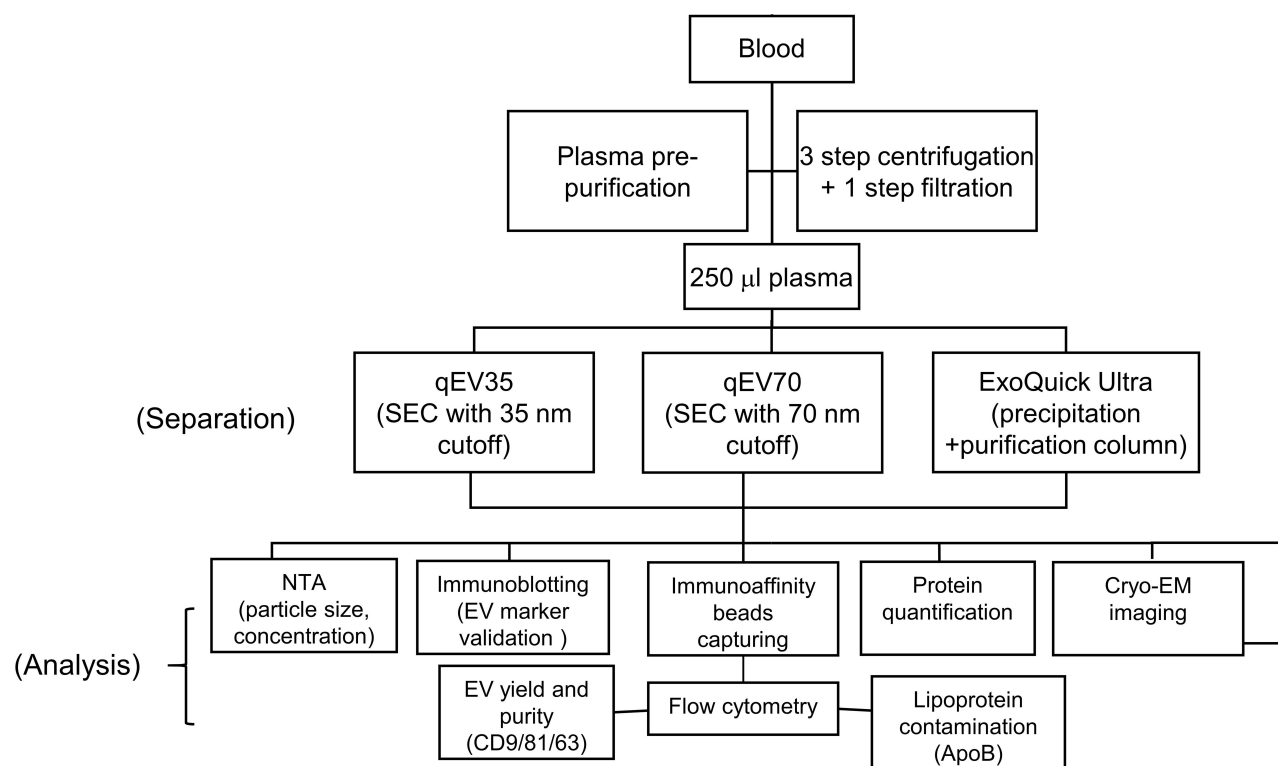 Blood
Plasma pre-
purification
3 step centrifugation
+ 1 step filtration
250 μl plasma
(Separation)
qEV35
(SEC with 35 nm
cutoff)
qEV70
(SEC with 70 nm
cutoff)
ExoQuick Ultra
(precipitation
+purification column)
(Analysis)
NTA
(particle size,
concentration)
Immunoblotting
(EV marker
validation )
Immunoaffinity
beads
capturing
Protein
quantification
Cryo-EM
imaging
EV yield and
purity
(CD9/81/63)
Flow cytometry
Lipoprotein
contamination
(ApoB)